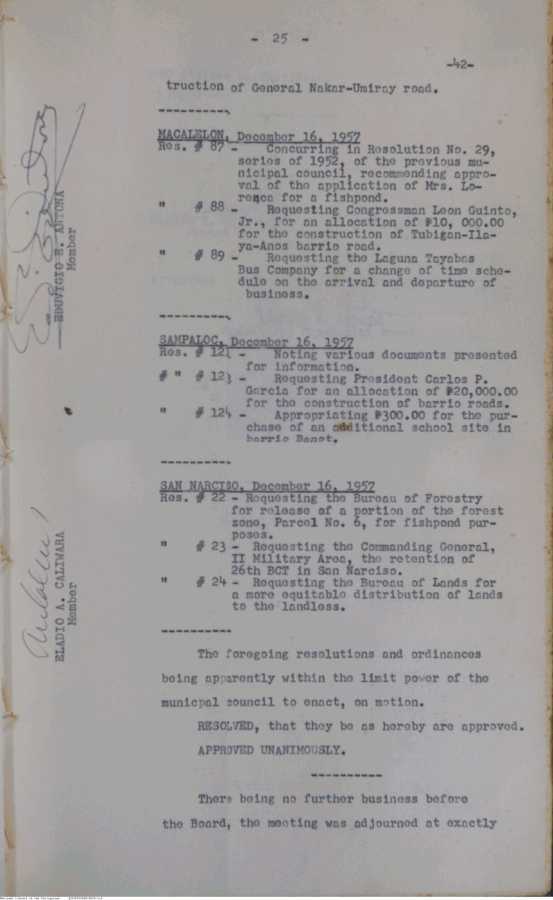 - 25 -
-42-
truction of General Nakar-Umiray road.
----------.
MACALELON, December 16, 1957
Res. # 87 - Concurring in Resolution No. 29,
series of 1952, of the previous mu-
nicipal council, recommending appro-
val of the application of Mrs. Lo-
renca for a fishpond.
" # 88 - Requesting Congressman Leon Guinto,
Jr., for an allocation of ₱10, 000.00
for the construction of Tubigan-Ila-
ya-Anos barrio road.
" # 89 - Requesting the Laguna Tayabas
Bus Company for a change of time sche-
dule on the arrival and departure of
business.
----------.
SAMPALOC, December 16, 1957
Res. # 121 - Noting various documents presented
for information.
# " # 123 - Requesting President Carlos P.
Garcia for an allocation of ₱20,000.00
for the construction of barrio roads.
" # 124 - Appropriating ₱300.00 for the pur-
chase of an additional school site in
barrio Banot.
----------.
SAN NARCISO, December 16, 1957
Res. # 22 - Requesting the Bureau of Forestry
for release of a portion of the forest
zone, Parcel No. 6, for fishpond pur-
poses.
" # 23 - Requesting the Commanding General,
II Military Area, the retention of
26th BCT in San Narciso.
" # 24 - Requesting the Bureau of Lands for
a more equitable distribution of lands
to the landless.
----------
The foregoing resolutions and ordinances
being apparently within the limit power of the
municpal council to enact, on motion.
RESOLVED, that they be as hereby are approved.
APPROVED UNANIMOUSLY.
----------
There being no further business before
the Board, the meeting was adjourned at exactly
EDUVIGIO E. ANTONA
Member
ELADIO A. CALIWARA
Member